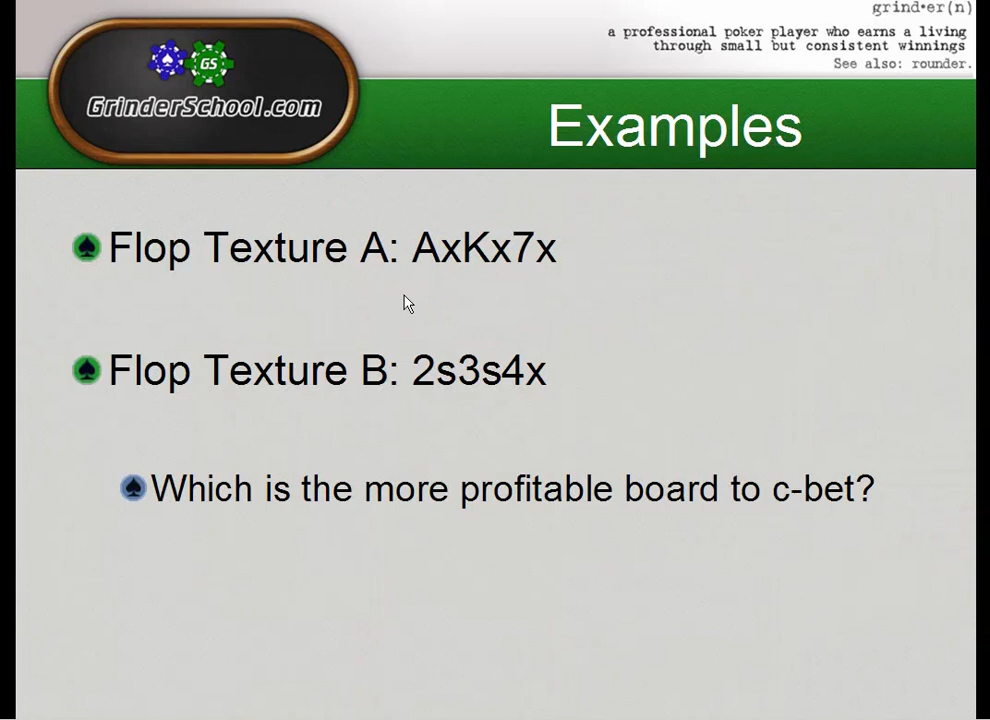 grind•er(n)
a professional poker player who earns a living
through small but consistent winnings
See also: rounder.
GS
GrinderSchool.com
Examples
Flop Texture A: AxKx7x
Flop Texture B: 2s3s4x
Which is the more profitable board to c-bet?